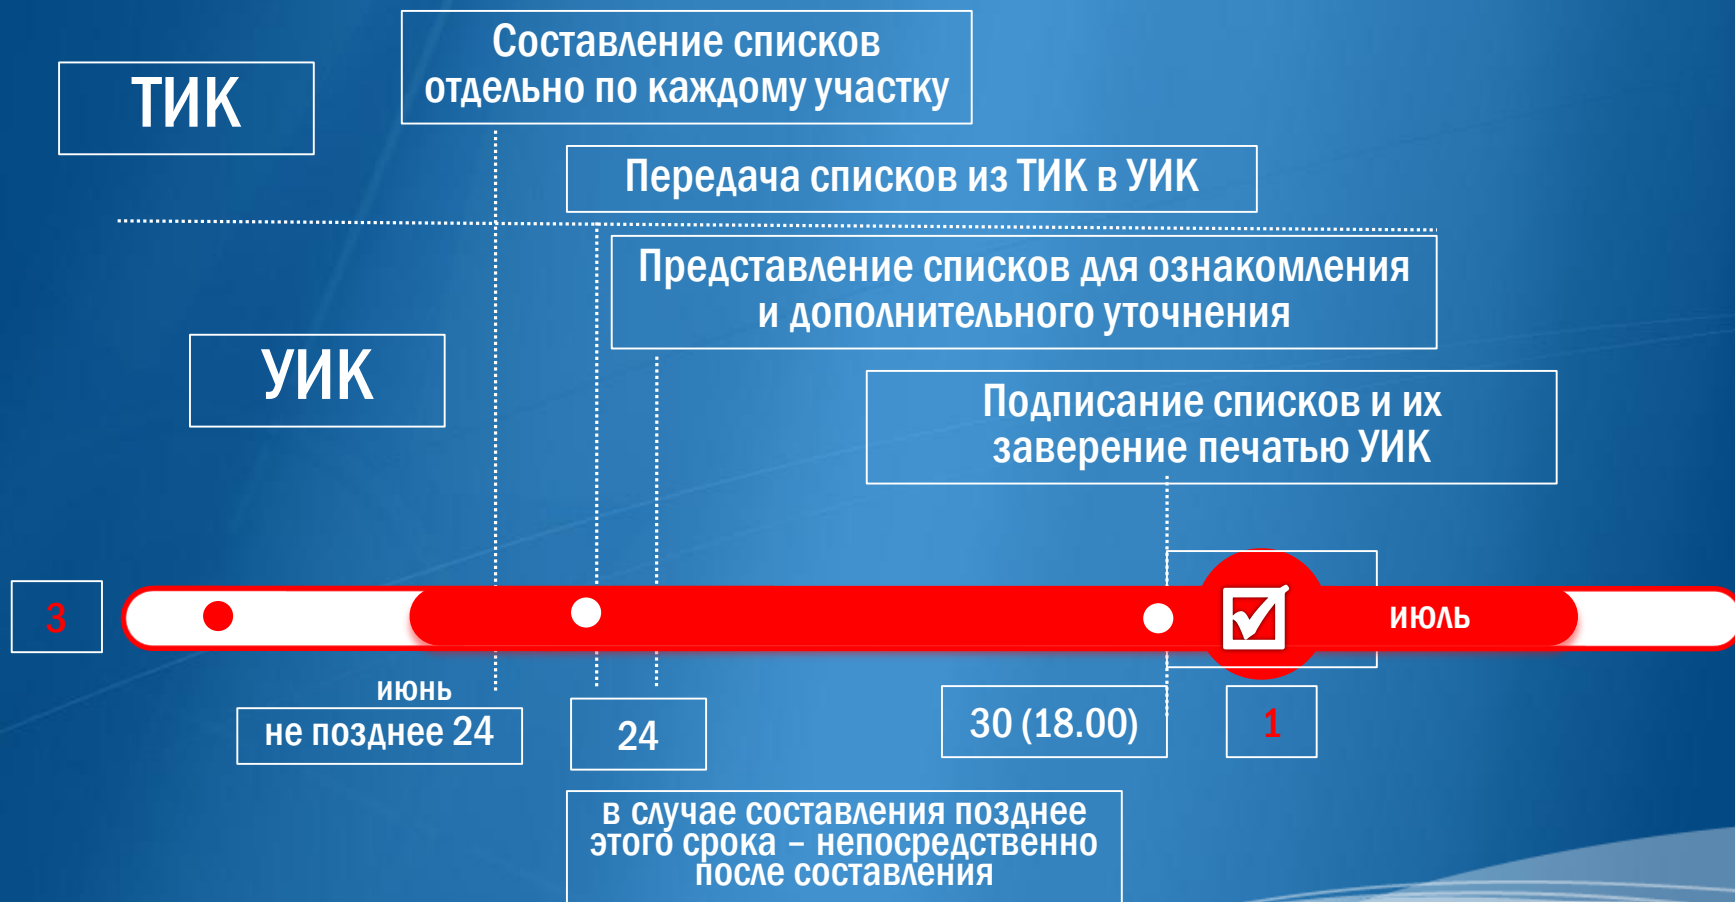 ТИК
Составление списков
отдельно по каждому участку
Передача списков из ТИК в УИК
Представление списков для ознакомления
и дополнительного уточнения
УИК
Подписание списков и их
заверение печатью УИК
3
июль
июнь
не позднее 24
24
30 (18.00)
1
в случае составления позднее
этого срока – непосредственно
после составления